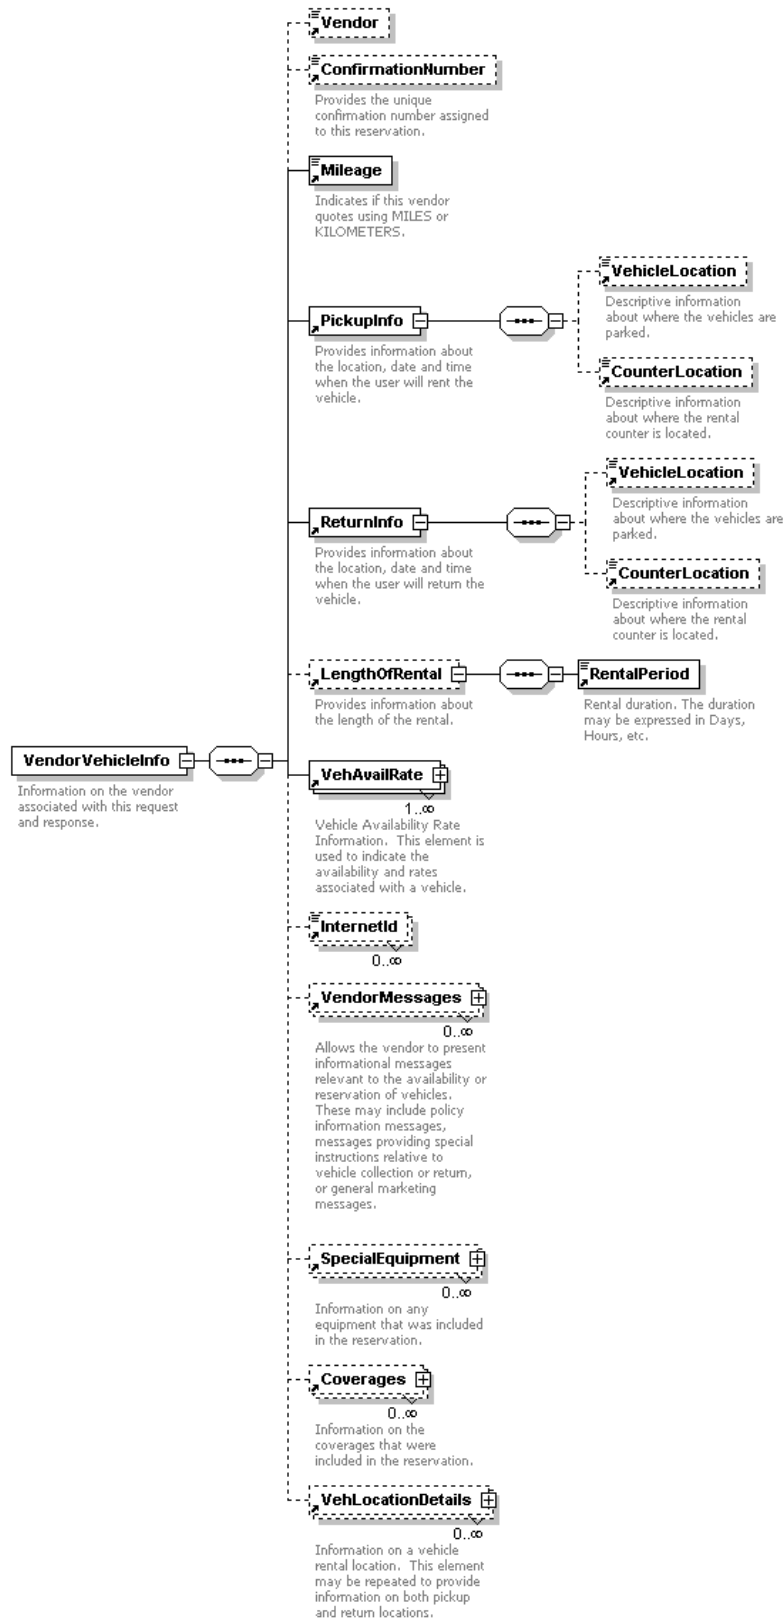 Vendor
ConfirmationNumber
Provides the unique
confirmation number assigned
to this reservation.
Mileage
Indicates if this vendor
quotes using MILES or
KILOMETERS.
PickupInfo
Provides information about
the location, date and time
when the user will rent the
vehicle.
VehicleLocation
Descriptive information
about where the vehicles are
parked.
CounterLocation
Descriptive information
about where the rental
counter is located.
ReturnInfo
Provides information about
the location, date and time
when the user will return the
vehicle.
VehicleLocation
Descriptive information
about where the vehicles are
parked.
CounterLocation
Descriptive information
about where the rental
counter is located.
LengthOfRental
Provides information about
the length of the rental.
RentalPeriod
Rental duration. The duration
may be expressed in Days,
Hours, etc.
VendorVehicleInfo
Information on the vendor
associated with this request
and response.
VehAvailRate
1..∞
Vehicle Availability Rate
Information. This element is
used to indicate the
availability and rates
associated with a vehicle.
InternetId
0..∞
VendorMessages
0..∞
Allows the vendor to present
informational messages
relevant to the availability or
reservation of vehicles.
These may include policy
information messages,
messages providing special
instructions relative to
vehicle collection or return,
or general marketing
messages.
SpecialEquipment
0..∞
Information on any
equipment that was included
in the reservation.
Coverages
0..∞
Information on the
coverages that were
included in the reservation.
VehLocationDetails
0..∞
Information on a vehicle
rental location. This element
may be repeated to provide
information on both pickup
and return locations.